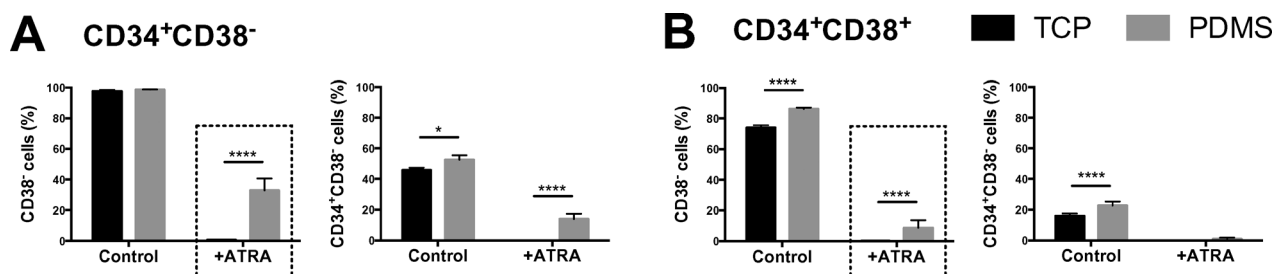 A CD34⁺CD38⁻
CD38⁻ cells (%)
100
80
60
40
20
0
****
Control
+ATRA
CD34⁺CD38⁻ cells (%)
100
80
60
40
20
0
*
****
Control
+ATRA
B CD34⁺CD38⁺
TCP
PDMS
CD38⁻ cells (%)
100
80
60
40
20
0
****
****
Control
+ATRA
CD34⁺CD38⁻ cells (%)
100
80
60
40
20
0
****
Control
+ATRA